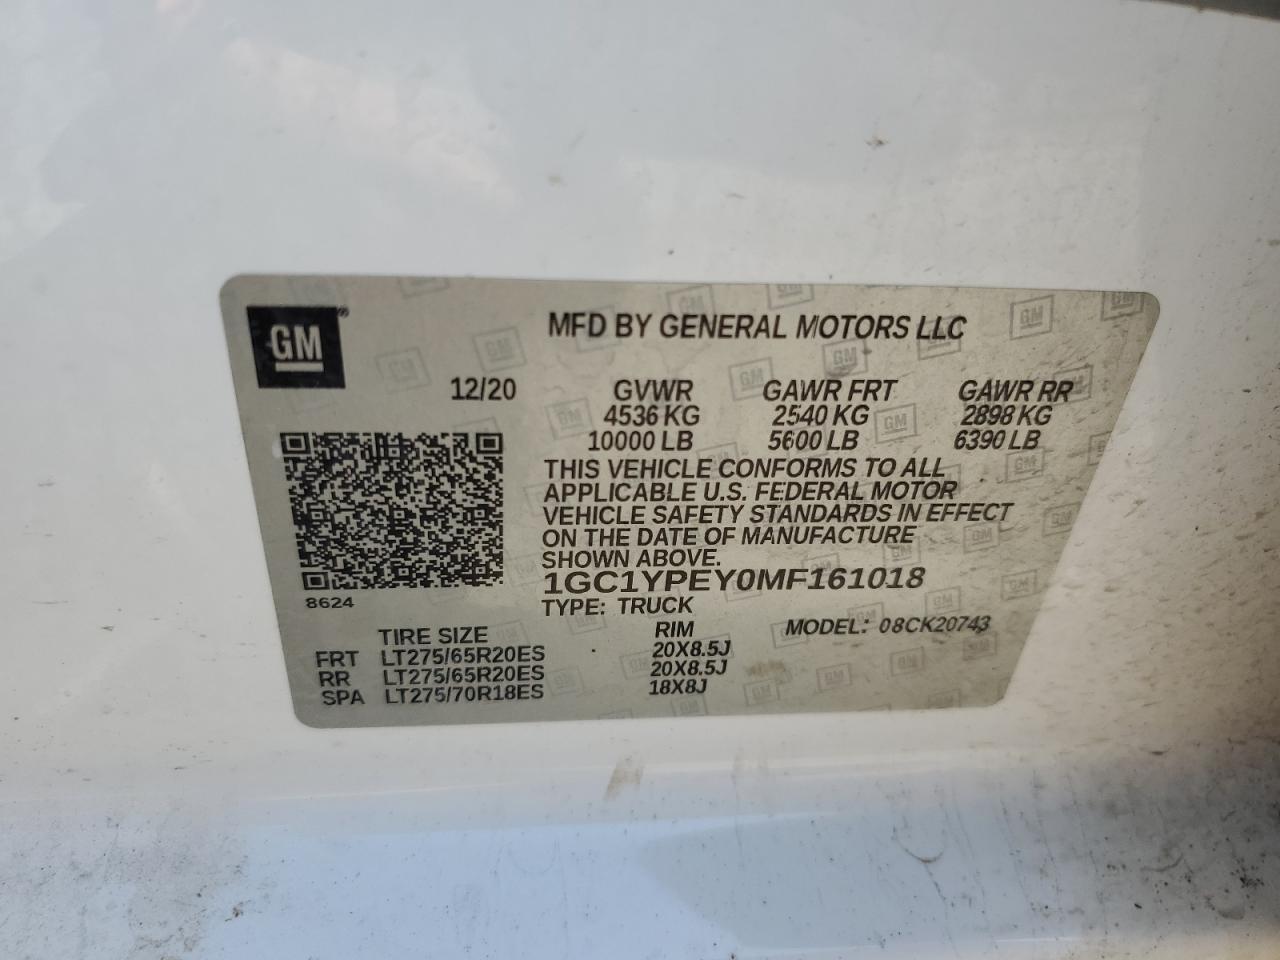 GM®
MFD BY GENERAL MOTORS LLC
12/20 GVWR GAWR FRT GAWR RR
4536 KG 2540 KG 2898 KG
10000 LB 5600 LB 6390 LB
THIS VEHICLE CONFORMS TO ALL
APPLICABLE U.S. FEDERAL MOTOR
VEHICLE SAFETY STANDARDS IN EFFECT
ON THE DATE OF MANUFACTURE
SHOWN ABOVE.
1GC1YPEY0MF161018
8624
TYPE: TRUCK
MODEL: 08CK20743
TIRE SIZE RIM
FRT LT275/65R20ES 20X8.5J
RR LT275/65R20ES 20X8.5J
SPA LT275/70R18ES 18X8J